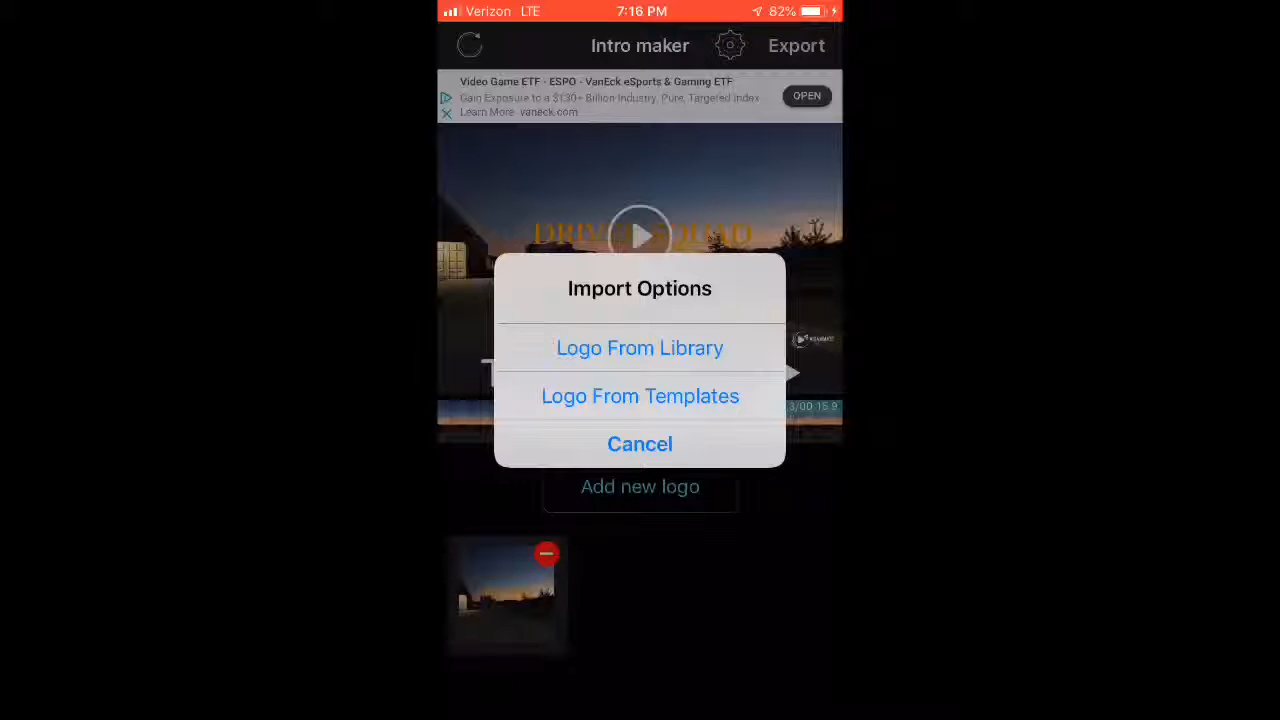 Verizon LTE 7:16 PM 82%
Intro maker Export
Video Game ETF - ESPO - VanEck eSports & Gaming ETF
Gain Exposure to a $130+ Billion Industry. Pure, Targeted Index
Learn More vaneck.com
OPEN
Import Options
Logo From Library
Logo From Templates
Cancel
Add new logo